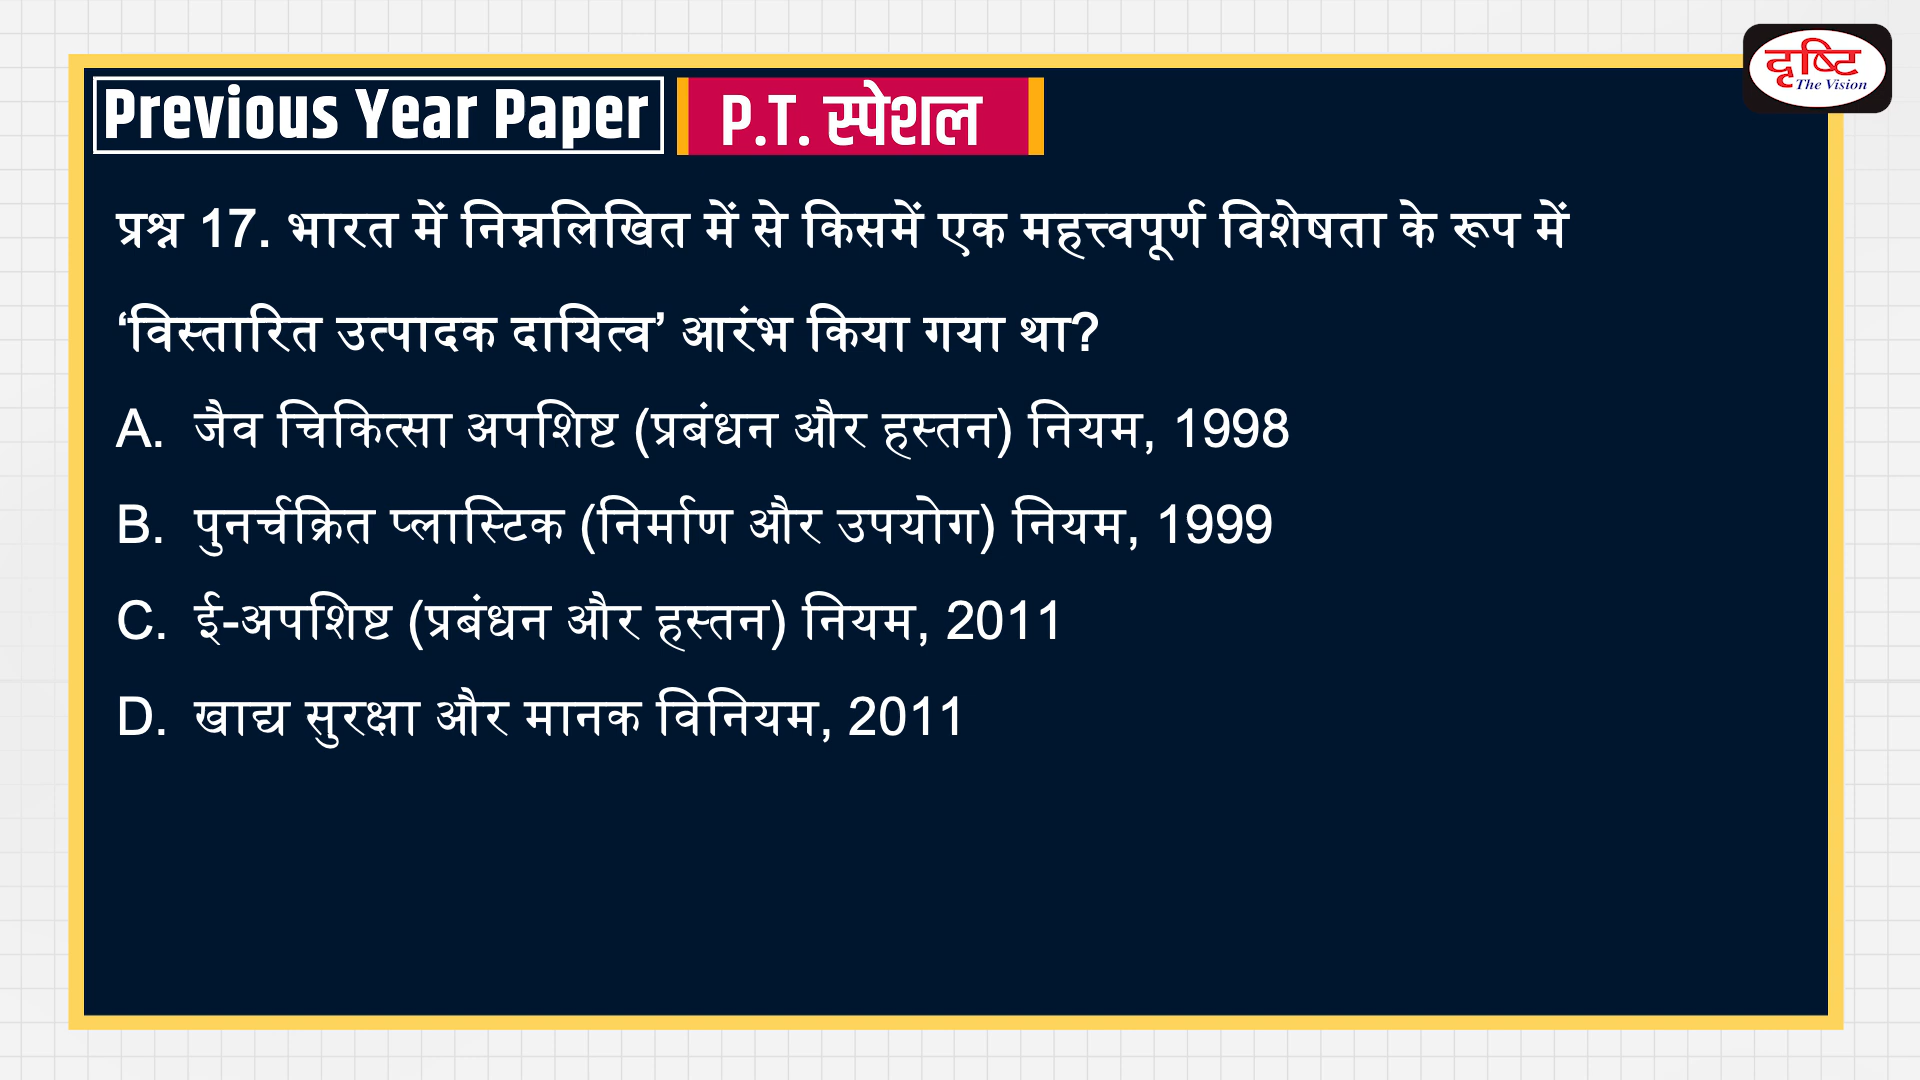 दृष्टि
The Vision
Previous Year Paper
P.T. स्पेशल
प्रश्न 17. भारत में निम्नलिखित में से किसमें एक महत्त्वपूर्ण विशेषता के रूप में
‘विस्तारित उत्पादक दायित्व’ आरंभ किया गया था?
A. जैव चिकित्सा अपशिष्ट (प्रबंधन और हस्तन) नियम, 1998
B. पुनर्चक्रित प्लास्टिक (निर्माण और उपयोग) नियम, 1999
C. ई-अपशिष्ट (प्रबंधन और हस्तन) नियम, 2011
D. खाद्य सुरक्षा और मानक विनियम, 2011